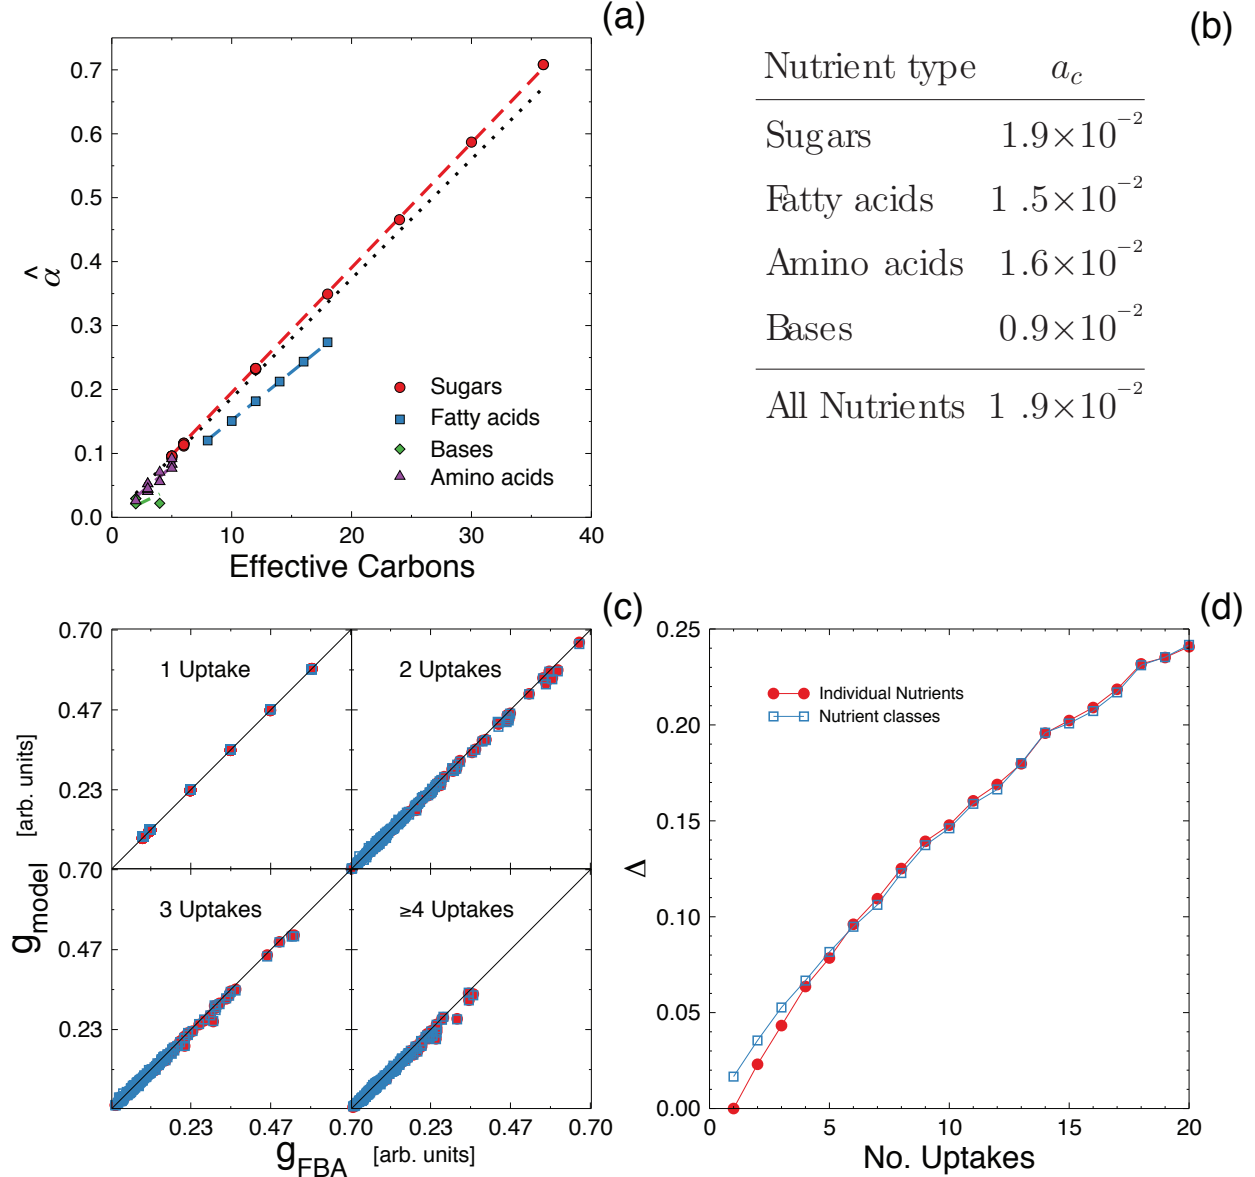 (a)
0.7
0.6
0.5
0.4
0.3
0.2
0.1
0.0
α̂
0 10 20 30 40
Effective Carbons
Sugars
Fatty acids
Bases
Amino acids
(b)
Nutrient type a_c
Sugars 1.9×10⁻²
Fatty acids 1 .5×10⁻²
Amino acids 1.6×10⁻²
Bases 0.9×10⁻²
All Nutrients 1 .9×10⁻²
(c)
0.70
0.47
0.23
0.70
0.47
0.23
g_model [arb. units]
1 Uptake
2 Uptakes
3 Uptakes
≥4 Uptakes
0.23 0.47 0.70 0.23 0.47 0.70
g_FBA [arb. units]
(d)
0.25
0.20
0.15
0.10
0.05
0.00
Δ
Individual Nutrients
Nutrient classes
0 5 10 15 20
No. Uptakes